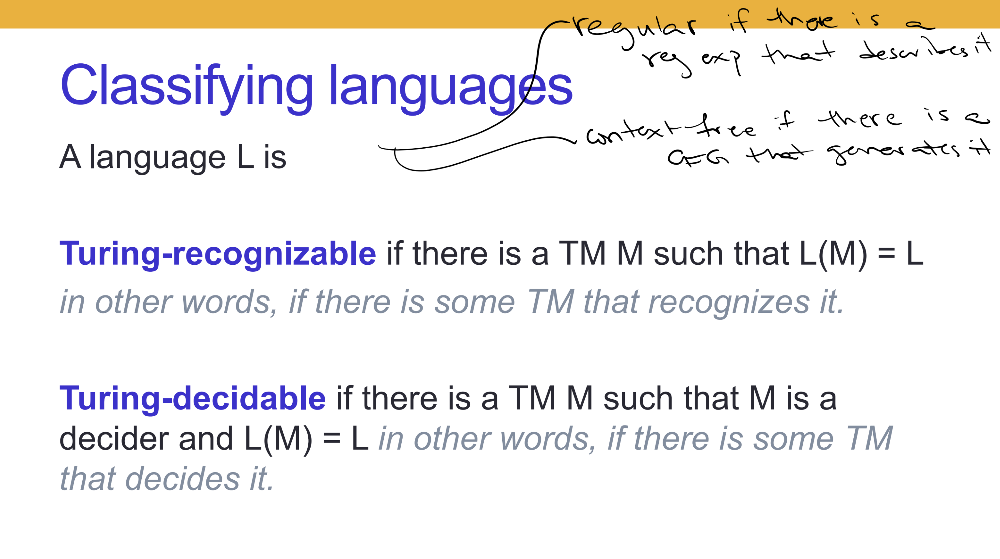 regular if there is a
reg exp that describes it
Classifying languages
context-free if there is a
CFG that generates it
A language L is
Turing-recognizable if there is a TM M such that L(M) = L
in other words, if there is some TM that recognizes it.
Turing-decidable if there is a TM M such that M is a
decider and L(M) = L in other words, if there is some TM
that decides it.